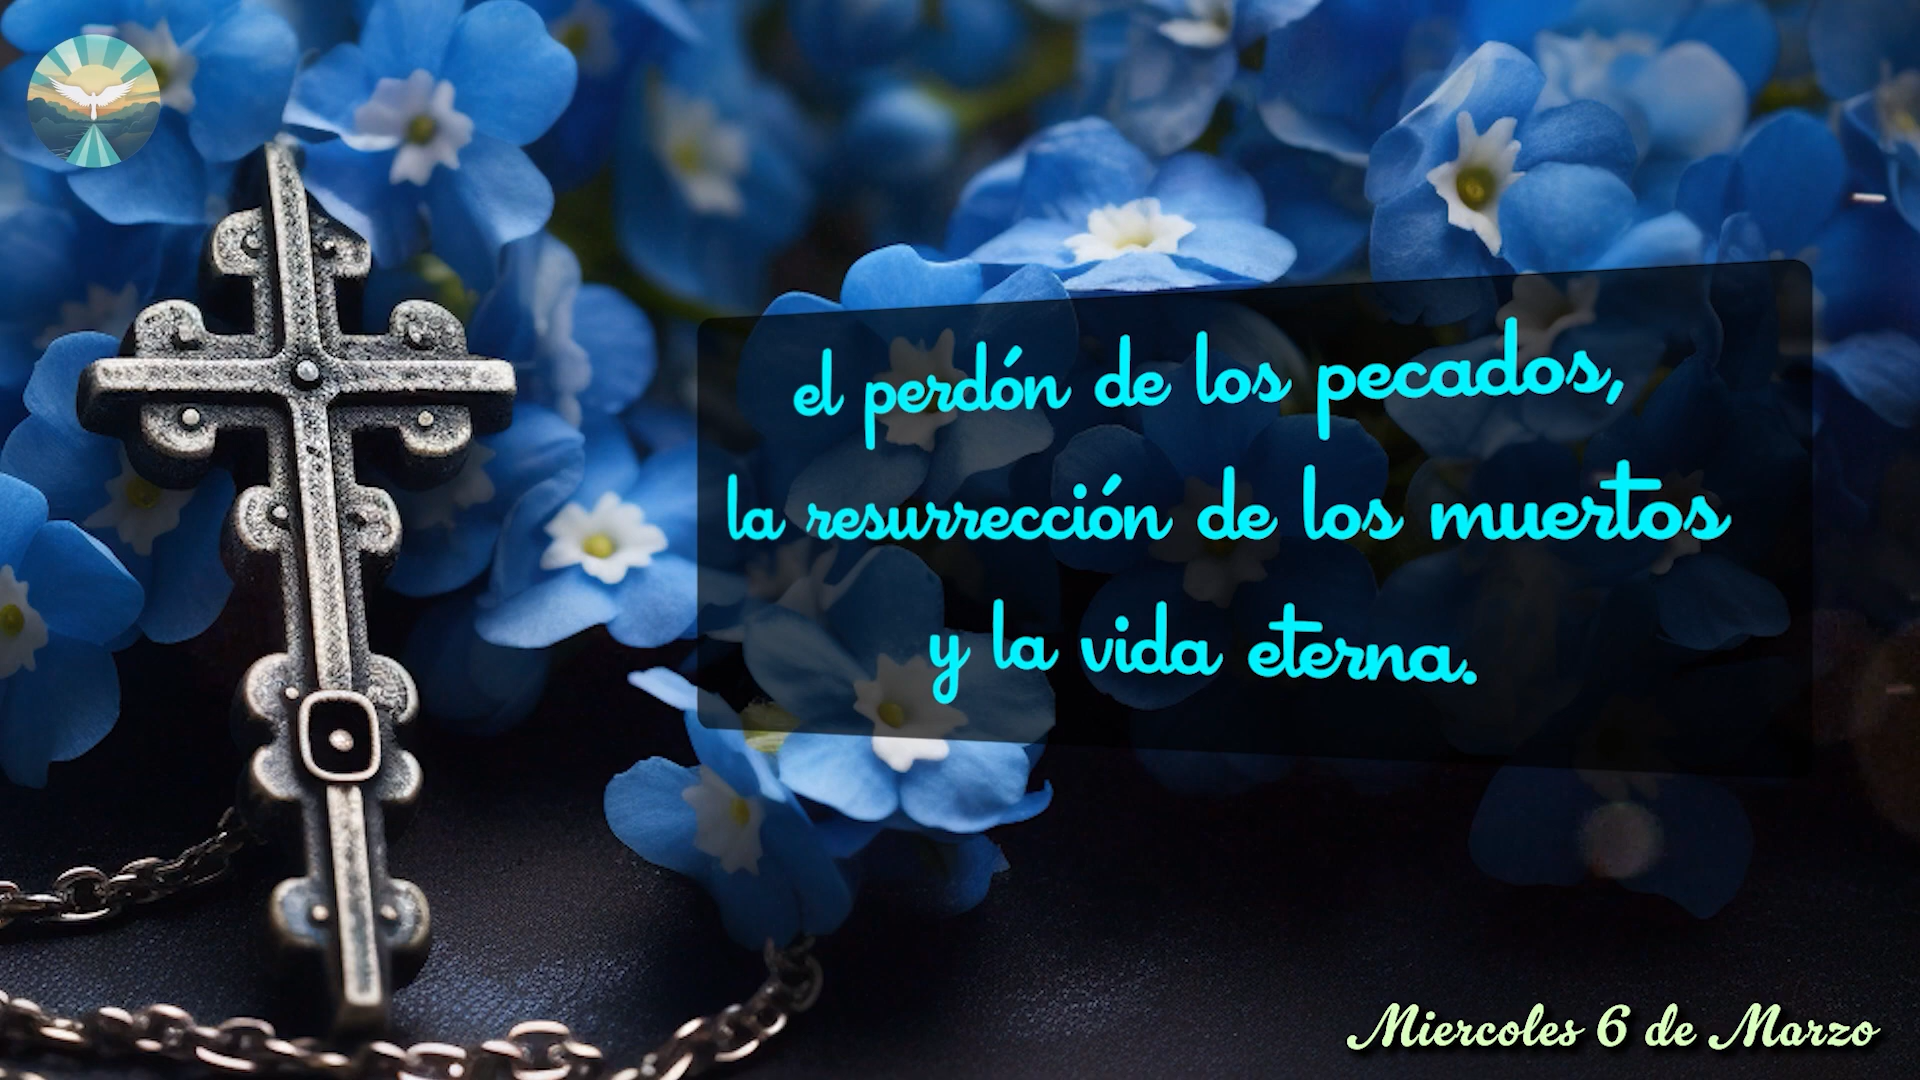 el perdón de los pecados,
la resurrección de los muertos
y la vida eterna.
Miercoles 6 de Marzo